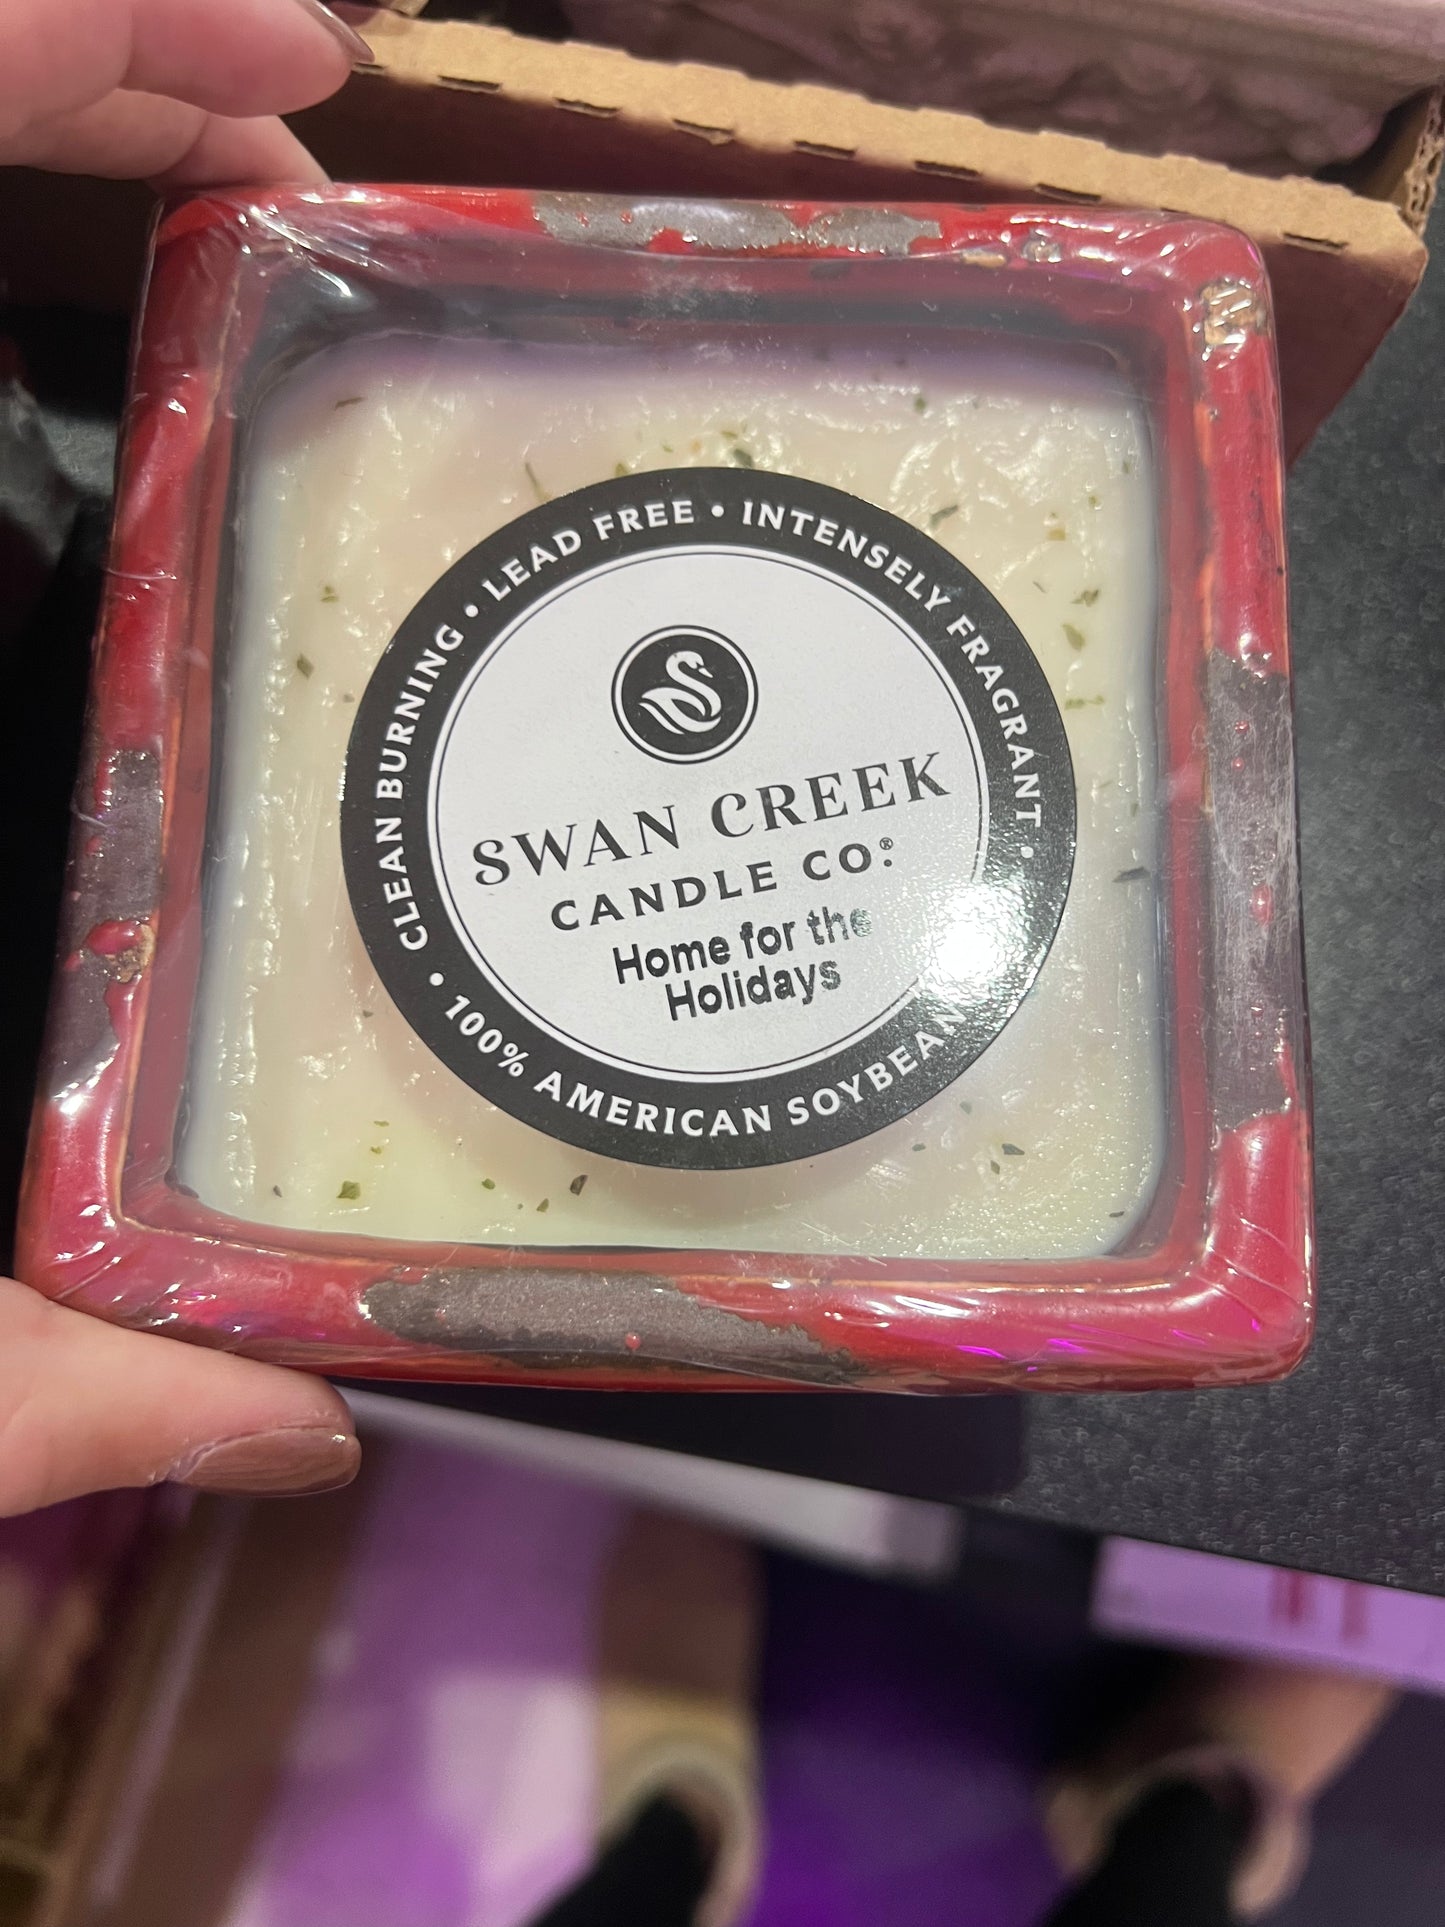 CLEAN BURNING • LEAD FREE • INTENSELY FRAGRANT •
SWAN CREEK
CANDLE CO.®
Home for the
Holidays
• 100% AMERICAN SOYBEAN